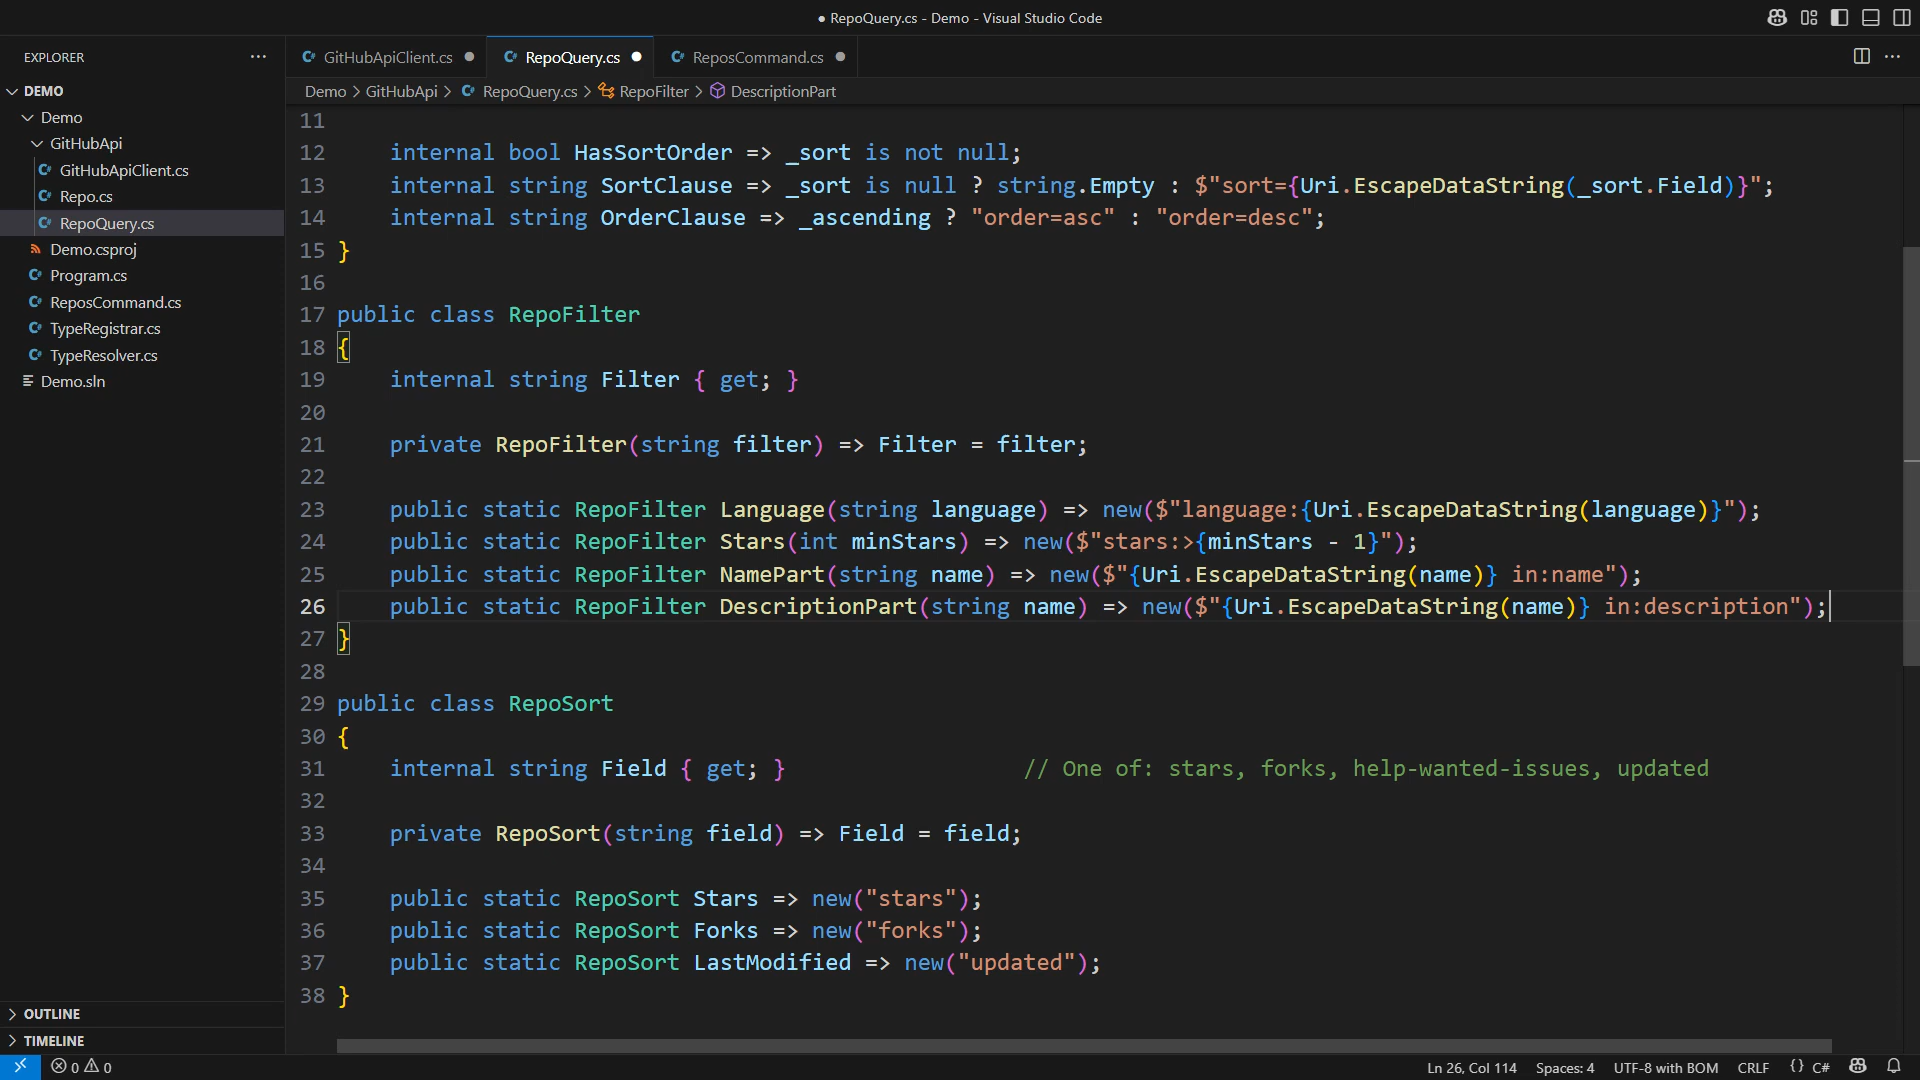 ● RepoQuery.cs - Demo - Visual Studio Code
EXPLORER
GitHubApiClient.cs
RepoQuery.cs
ReposCommand.cs
DEMO
Demo > GitHubApi > RepoQuery.cs > RepoFilter > DescriptionPart
Demo
GitHubApi
GitHubApiClient.cs
Repo.cs
RepoQuery.cs
Demo.csproj
Program.cs
ReposCommand.cs
TypeRegistrar.cs
TypeResolver.cs
Demo.sln
OUTLINE
TIMELINE
11
12     internal bool HasSortOrder => _sort is not null;
13     internal string SortClause => _sort is null ? string.Empty : $"sort={Uri.EscapeDataString(_sort.Field)}";
14     internal string OrderClause => _ascending ? "order=asc" : "order=desc";
15 }
16
17 public class RepoFilter
18 {
19     internal string Filter { get; }
20
21     private RepoFilter(string filter) => Filter = filter;
22
23     public static RepoFilter Language(string language) => new($"language:{Uri.EscapeDataString(language)}");
24     public static RepoFilter Stars(int minStars) => new($"stars:>{minStars - 1}");
25     public static RepoFilter NamePart(string name) => new($"{Uri.EscapeDataString(name)} in:name");
26     public static RepoFilter DescriptionPart(string name) => new($"{Uri.EscapeDataString(name)} in:description");
27 }
28
29 public class RepoSort
30 {
31     internal string Field { get; }                  // One of: stars, forks, help-wanted-issues, updated
32
33     private RepoSort(string field) => Field = field;
34
35     public static RepoSort Stars => new("stars");
36     public static RepoSort Forks => new("forks");
37     public static RepoSort LastModified => new("updated");
38 }
0 0
Ln 26, Col 114
Spaces: 4
UTF-8 with BOM
CRLF
{} C#